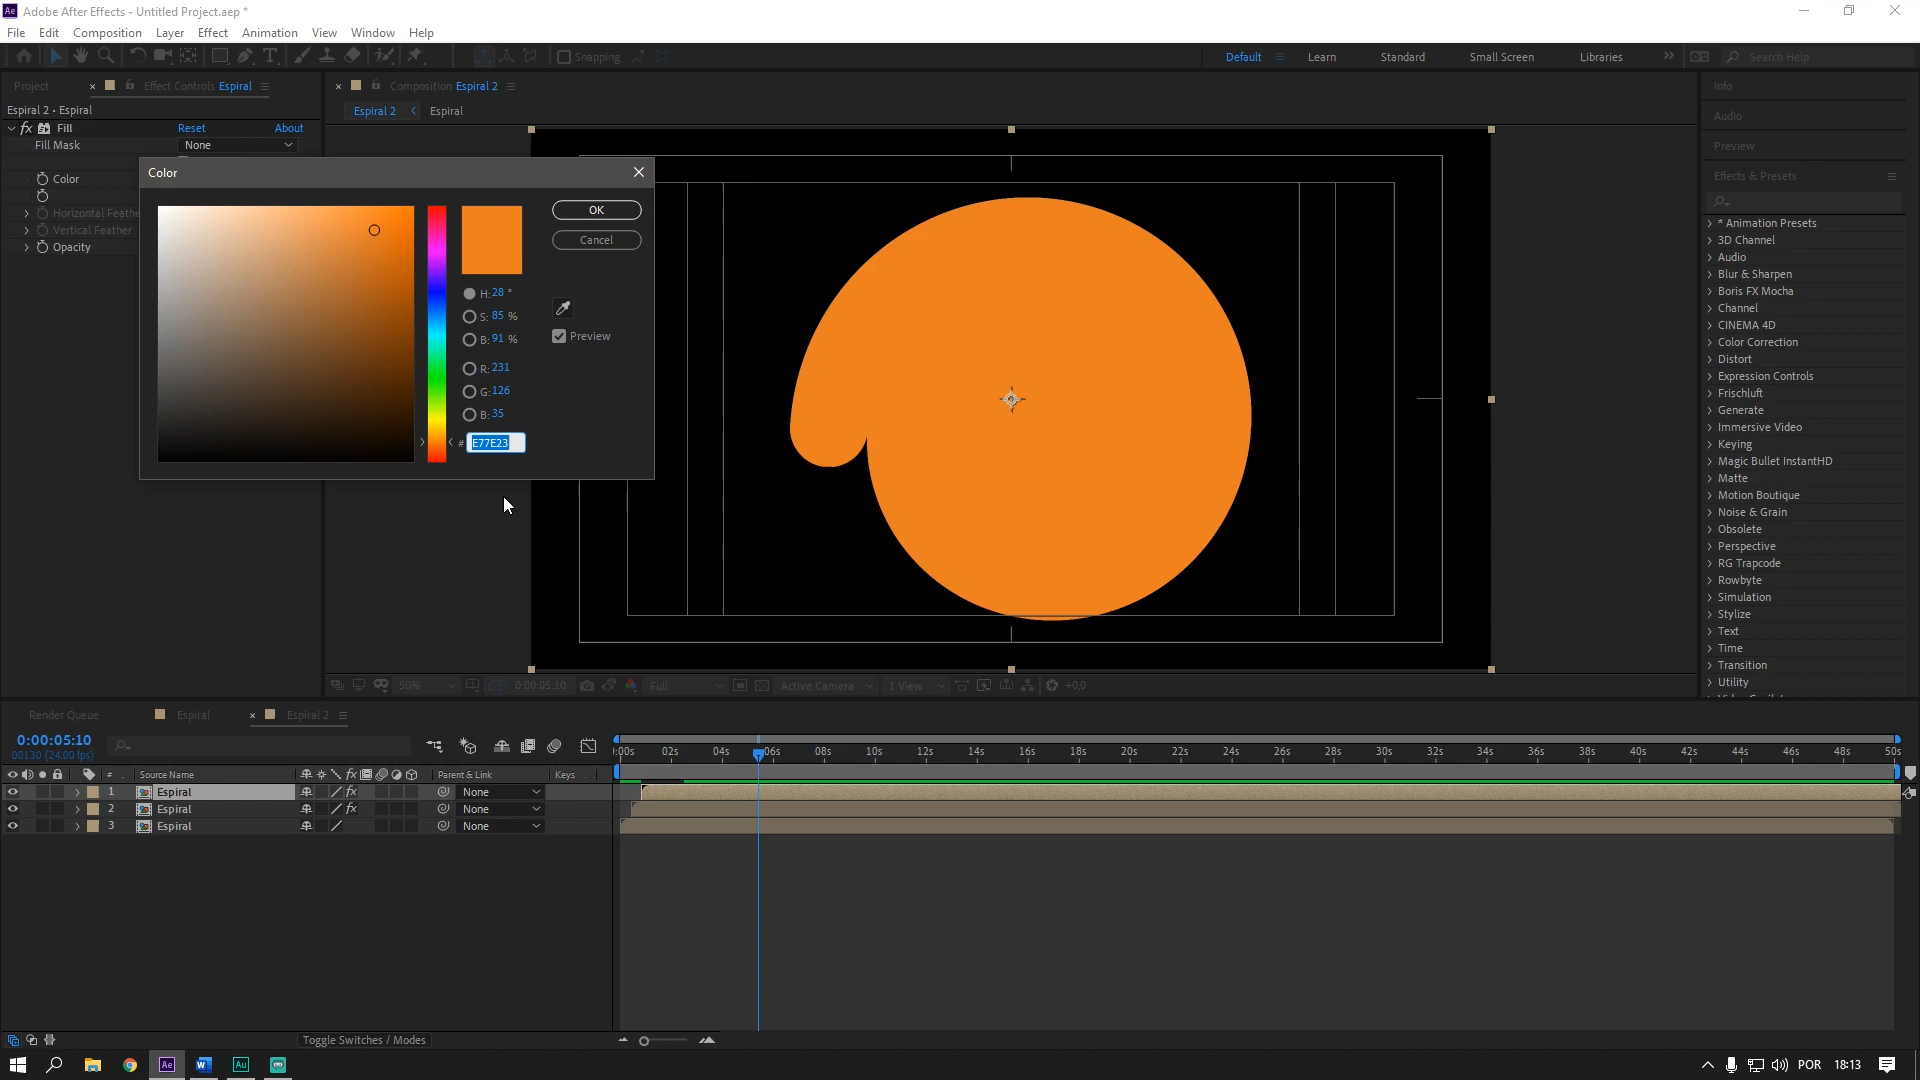 Ae Adobe After Effects - Untitled Project.aep *
File Edit Composition Layer Effect Animation View Window Help
Snapping
Default Learn Standard Small Screen Libraries Search Help
Project Effect Controls Espiral
Composition Espiral 2
Info
Espiral 2 • Espiral
Espiral 2 Espiral
Audio
fx Fill Reset About
Fill Mask None
Preview
Color
Effects & Presets
Color
Horizontal Feathe
Vertical Feather
Opacity
OK
Cancel
H: 28 °
S: 85 %
B: 91 %
Preview
R: 231
G: 126
B: 35
# E77E23
* Animation Presets
3D Channel
Audio
Blur & Sharpen
Boris FX Mocha
Channel
CINEMA 4D
Color Correction
Distort
Expression Controls
Frischluft
Generate
Immersive Video
Keying
Magic Bullet InstantHD
Matte
Motion Boutique
Noise & Grain
Obsolete
Perspective
RG Trapcode
Rowbyte
Simulation
Stylize
Text
Time
Transition
Utility
50% 0:00:05:10 Full Active Camera 1 View +0,0
Render Queue Espiral Espiral 2
0:00:05:10
00130 (24.00 fps)
:00s 02s 04s 06s 08s 10s 12s 14s 16s 18s 20s 22s 24s 26s 28s 30s 32s 34s 36s 38s 40s 42s 44s 46s 48s 50s
# Source Name fx Parent & Link Keys
1 Espiral fx None
2 Espiral fx None
3 Espiral None
Toggle Switches / Modes
Ae W Au POR 18:13